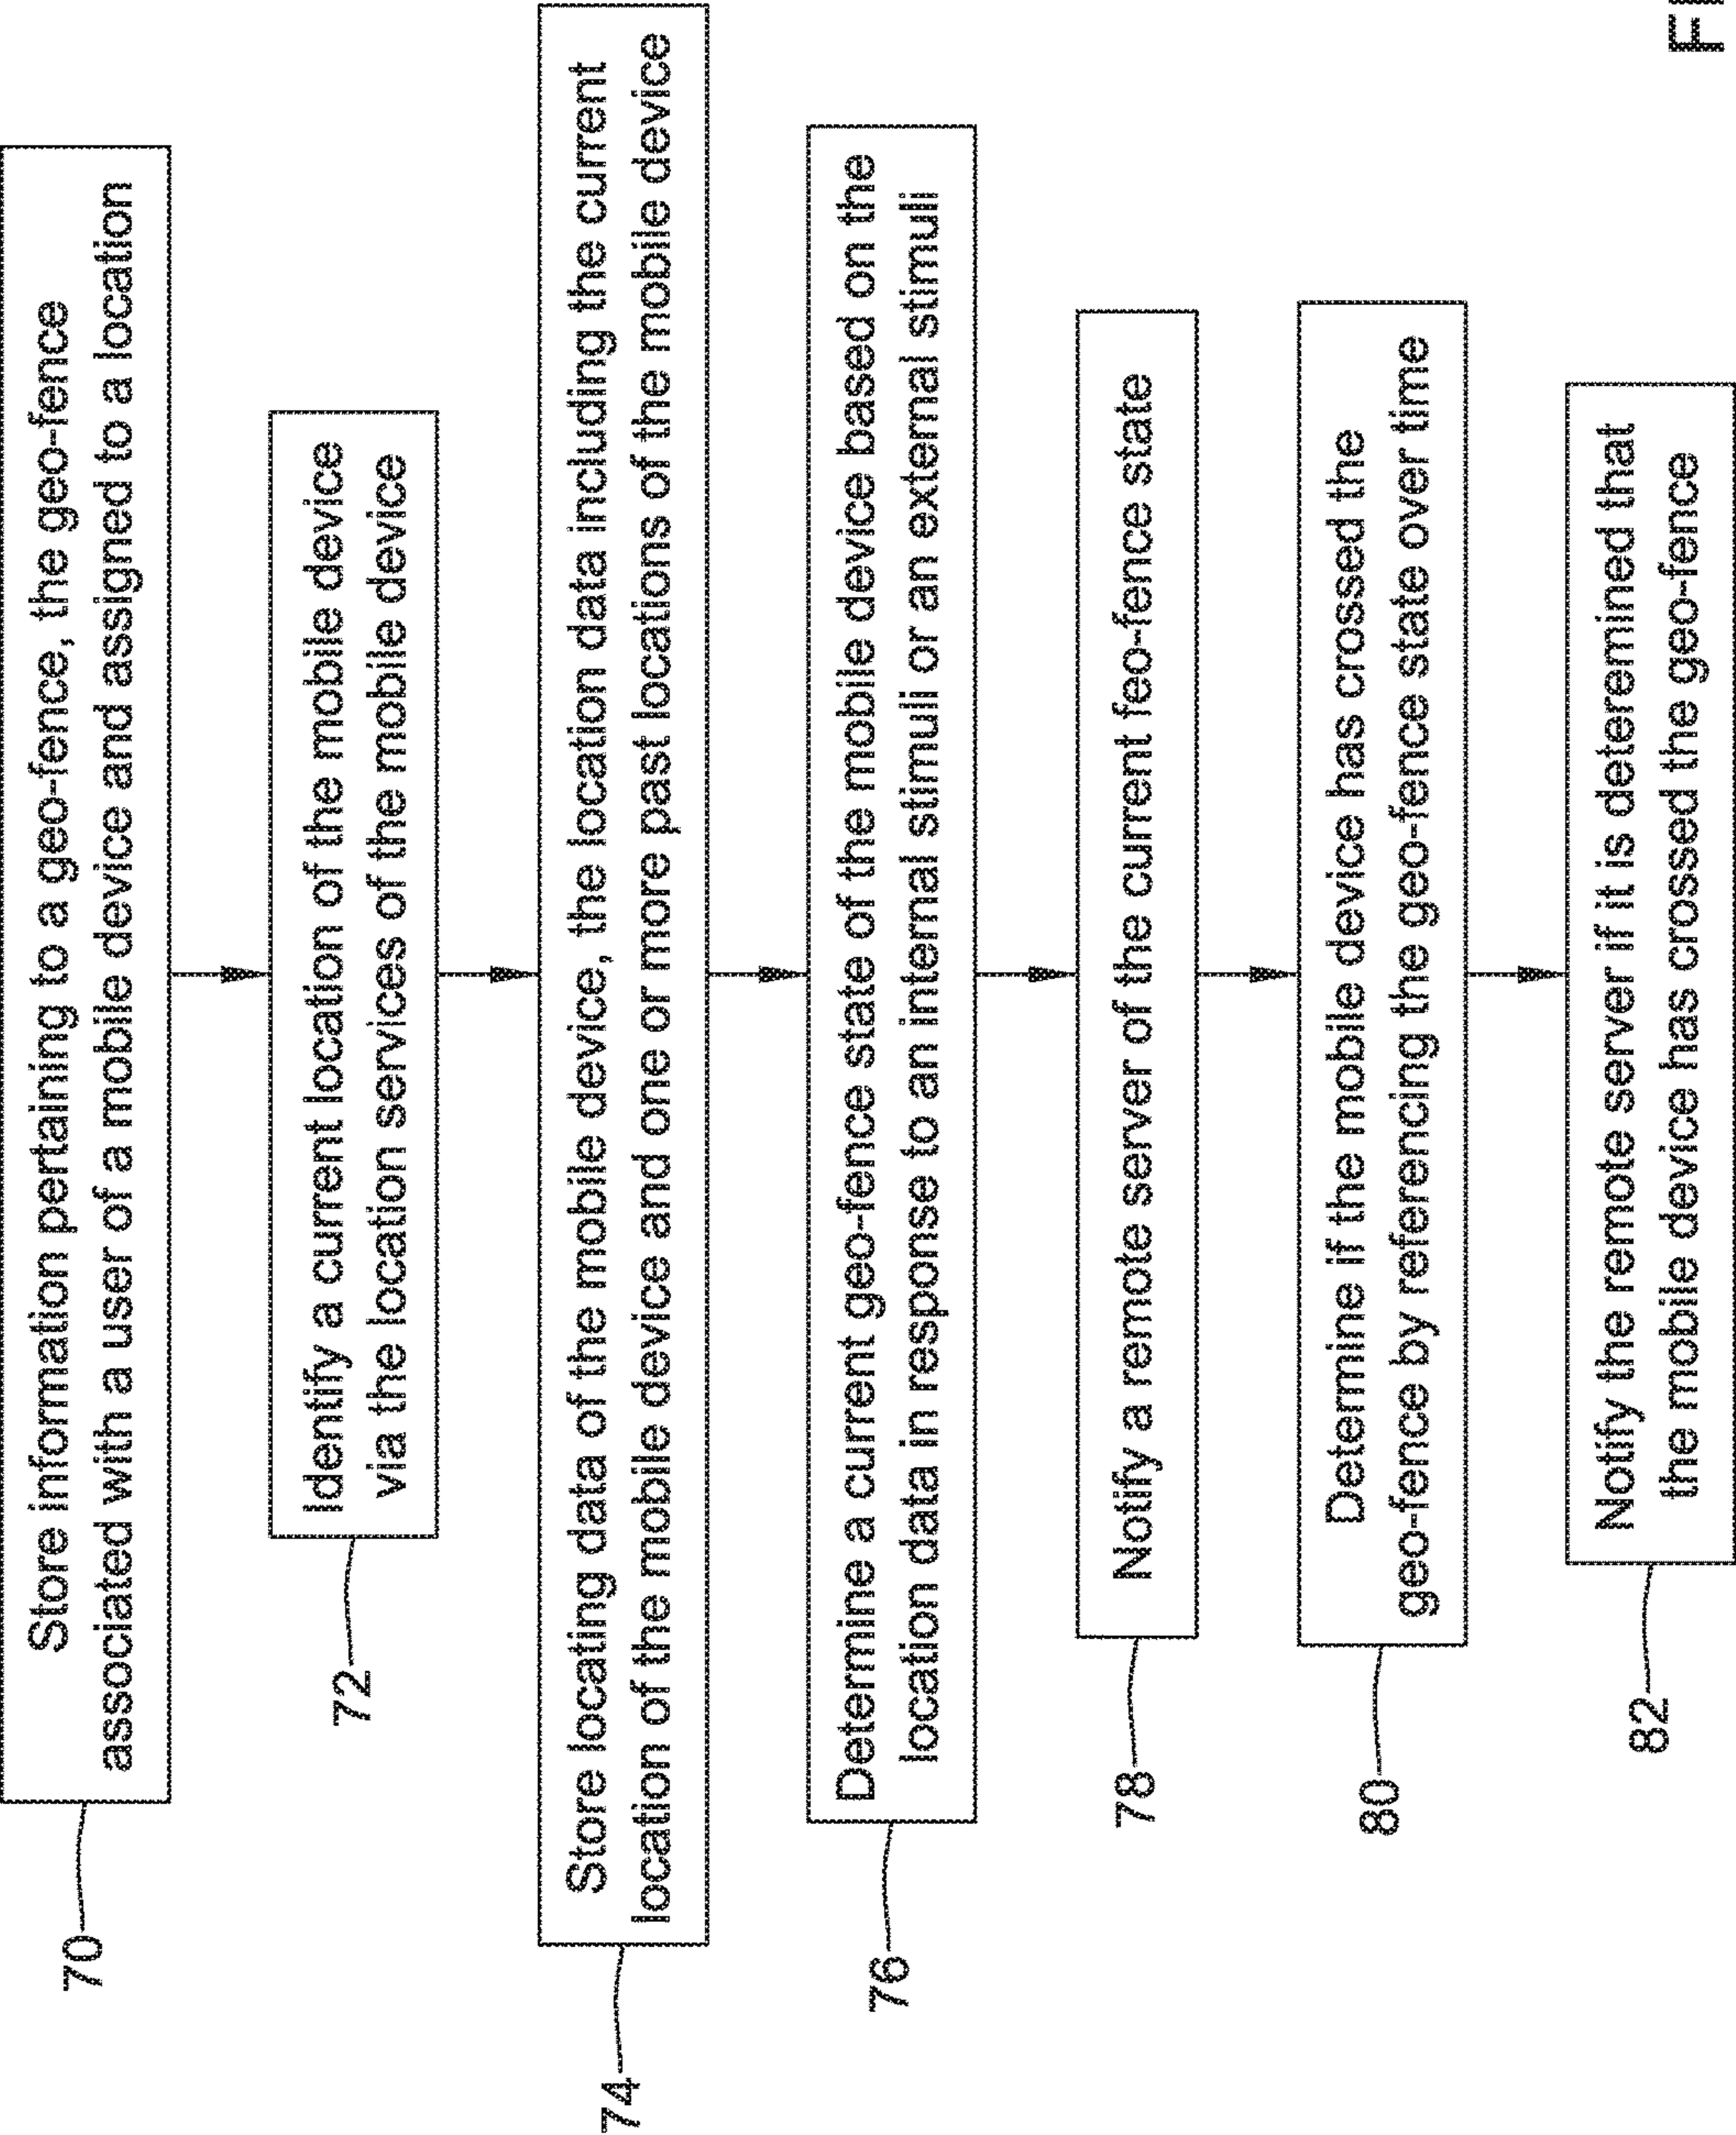 Store information pertaining to a geo-fence, the geo-fence
associated with a user of a mobile device and assigned to a location
70
Identify a current location of the mobile device
via the location services of the mobile device
72
Store locating data of the mobile device, the location data including the current
location of the mobile device and one or more past locations of the mobile device
74
Determine a current geo-fence state of the mobile device based on the
location data in response to an internal stimuli or an external stimuli
76
Notify a remote server of the current feo-fence state
78
Determine if the mobile device has crossed the
geo-fence by referencing the geo-fence state over time
80
Notify the remote server if it is deteremined that
the mobile device has crossed the geo-fence
82